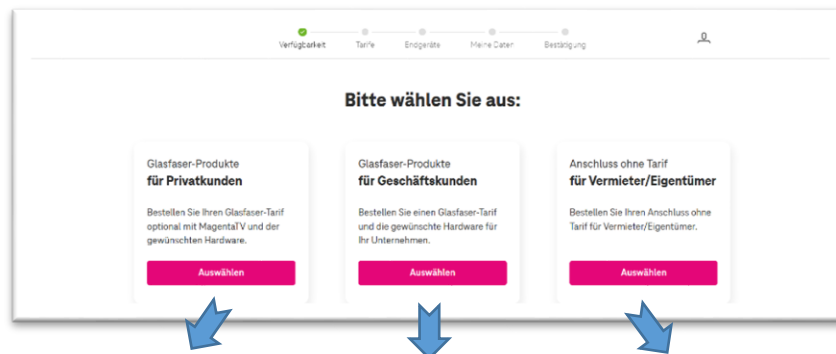 Verfügbarkeit Tarife Endgeräte Meine Daten Bestätigung
Bitte wählen Sie aus:
Glasfaser-Produkte
für Privatkunden
Bestellen Sie Ihren Glasfaser-Tarif
optional mit MagentaTV und der
gewünschten Hardware.
Auswählen
Glasfaser-Produkte
für Geschäftskunden
Bestellen Sie einen Glasfaser-Tarif
und die gewünschte Hardware für
Ihr Unternehmen.
Auswählen
Anschluss ohne Tarif
für Vermieter/Eigentümer
Bestellen Sie Ihren Anschluss ohne
Tarif für Vermieter/Eigentümer.
Auswählen